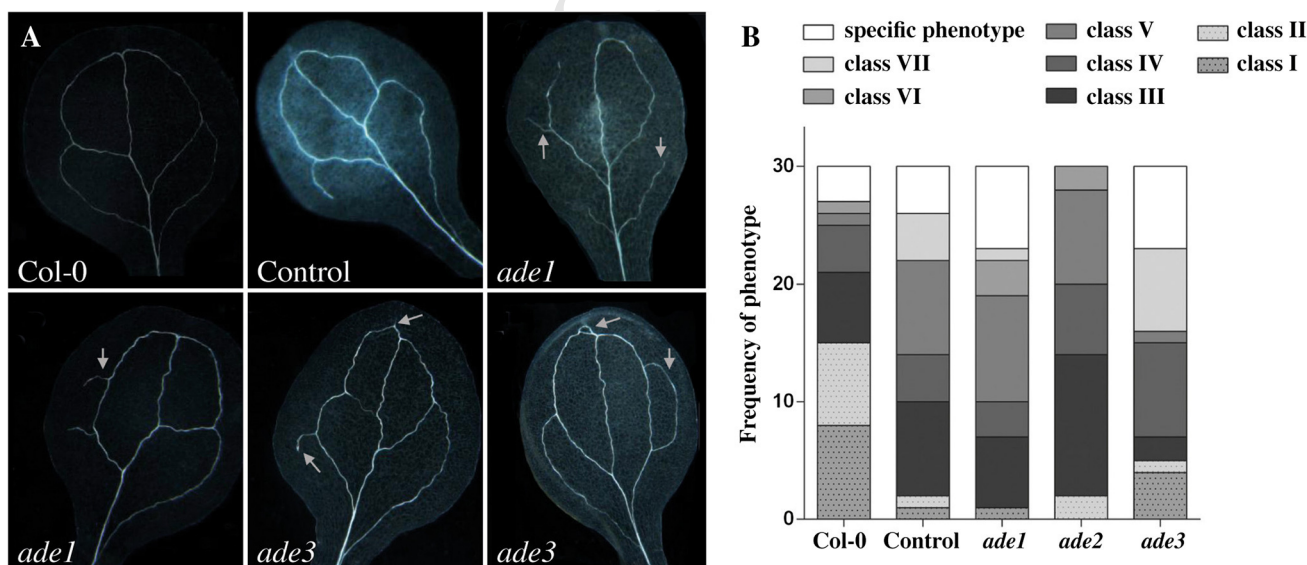 A
Col-0
Control
ade1
ade1
ade3
ade3
B
specific phenotype
class V
class II
class VII
class IV
class I
class VI
class III
Frequency of phenotype
30
20
10
0
Col-0 Control ade1 ade2 ade3